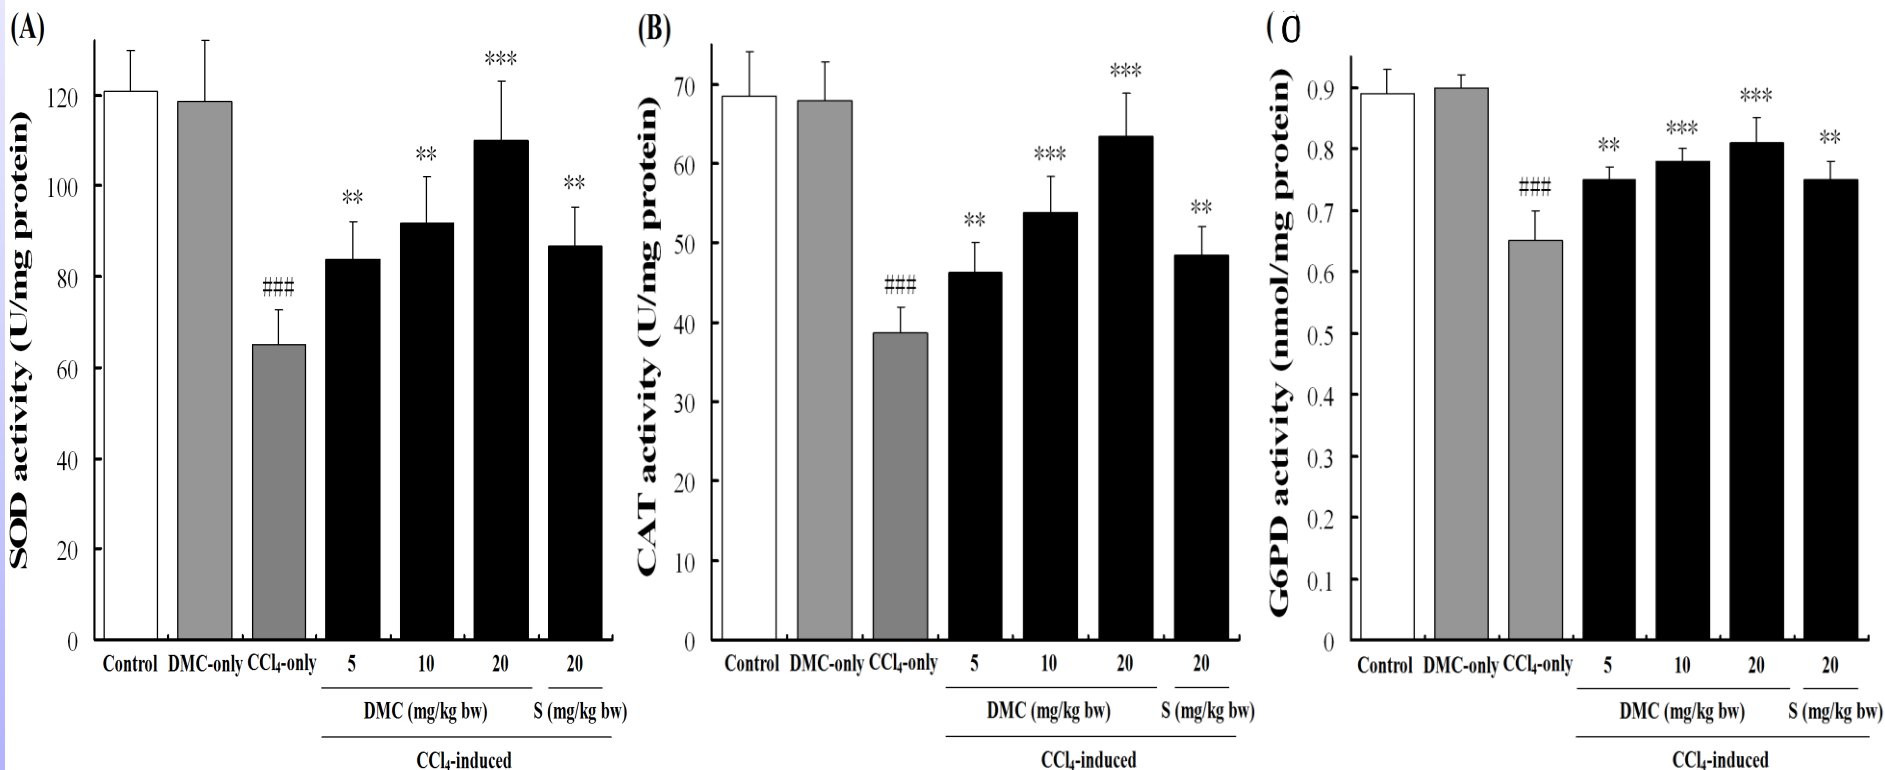 (A)
SOD activity (U/mg protein)
120
100
80
60
40
20
0
***
**
**
**
###
Control DMC-only CCl₄-only 5 10 20 20
DMC (mg/kg bw) S (mg/kg bw)
CCl₄-induced
(B)
CAT activity (U/mg protein)
70
60
50
40
30
20
10
0
***
***
**
**
###
Control DMC-only CCl₄-only 5 10 20 20
DMC (mg/kg bw) S (mg/kg bw)
CCl₄-induced
G6PD activity (nmol/mg protein)
0.9
0.8
0.7
0.6
0.5
0.4
0.3
0.2
0.1
0
***
***
**
**
###
Control DMC-only CCl₄-only 5 10 20 20
DMC (mg/kg bw) S (mg/kg bw)
CCl₄-induced